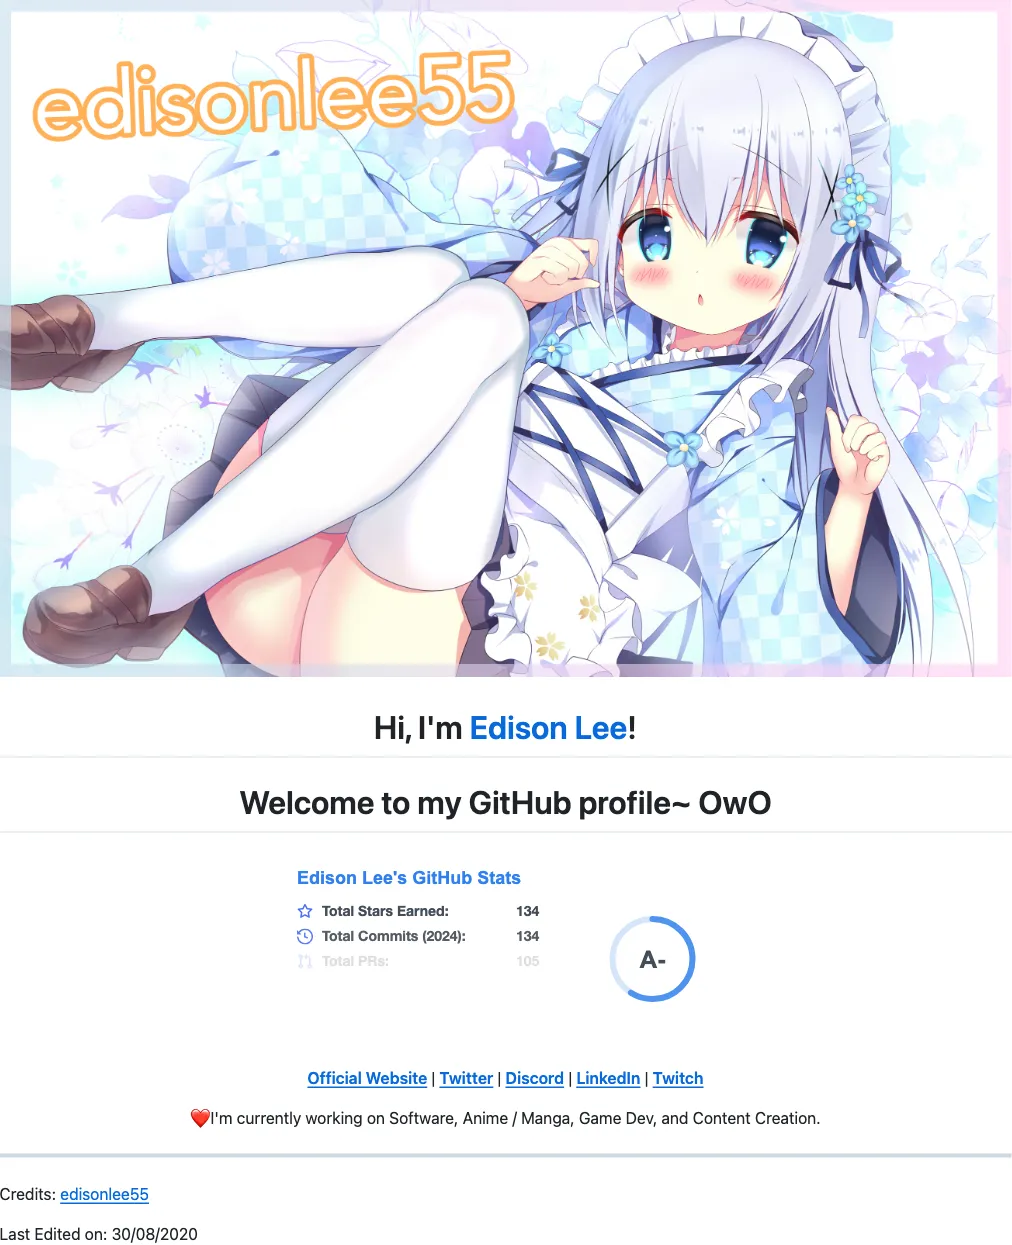 edisonlee55
Hi, I'm Edison Lee!
Welcome to my GitHub profile~ OwO
Edison Lee's GitHub Stats
Total Stars Earned: 134
Total Commits (2024): 134
Total PRs: 105
A-
Official Website | Twitter | Discord | LinkedIn | Twitch
❤️I'm currently working on Software, Anime / Manga, Game Dev, and Content Creation.
Credits: edisonlee55
Last Edited on: 30/08/2020